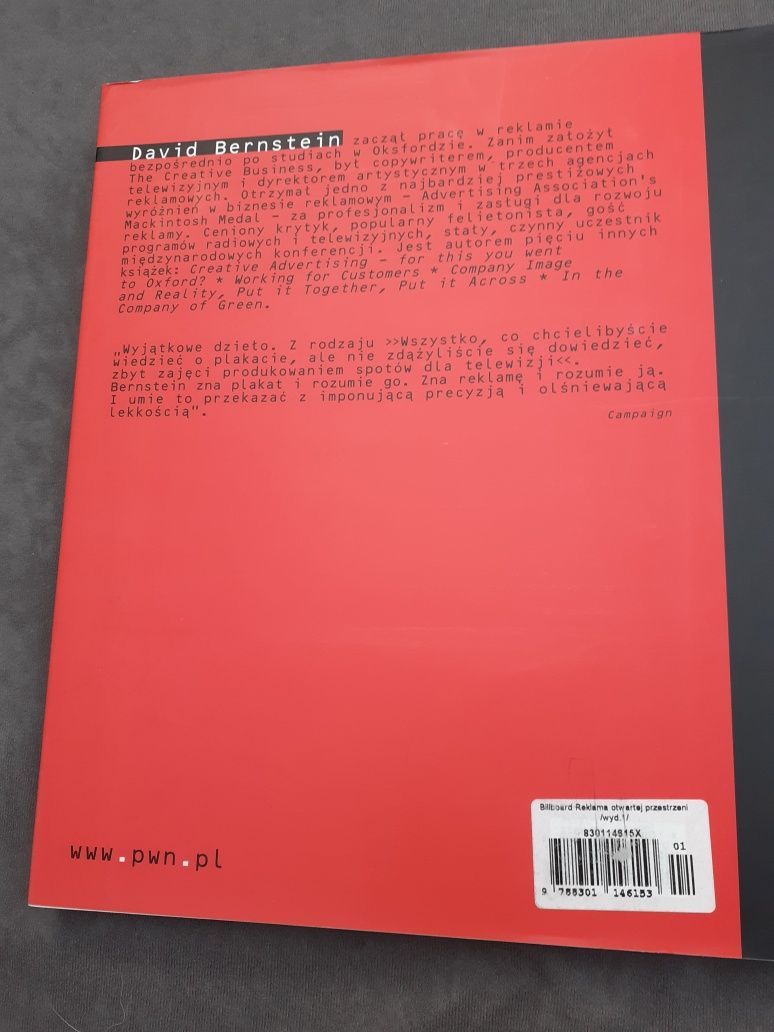 David Bernstein zaczął pracę w reklamie
bezpośrednio po studiach w Oksfordzie. Zanim założył
The Creative Business, był copywriterem, producentem
telewizyjnym i dyrektorem artystycznym w trzech agencjach
reklamowych. Otrzymał jedno z najbardziej prestiżowych
wyróżnień w biznesie reklamowym – Advertising Association's
Mackintosh Medal – za profesjonalizm i zasługi dla rozwoju
reklamy. Ceniony krytyk, popularny felietonista, gość
programów radiowych i telewizyjnych, stały, czynny uczestnik
międzynarodowych konferencji. Jest autorem pięciu innych
książek: Creative Advertising – for this you went
to Oxford? * Working for Customers * Company Image
and Reality, Put it Together, Put it Across * In the
Company of Green.
„Wyjątkowe dzieło. Z rodzaju >>Wszystko, co chcielibyście
wiedzieć o plakacie, ale nie zdążyliście się dowiedzieć,
zbyt zajęci produkowaniem spotów dla telewizji<<.
Bernstein zna plakat i rozumie go. Zna reklamę i rozumie ją.
I umie to przekazać z imponującą precyzją i olśniewającą
lekkością".
Campaign
www.pwn.pl
Billboard Reklama otwartej przestrzeni
/wyd.1/
830114615X
01
9 788301 146153